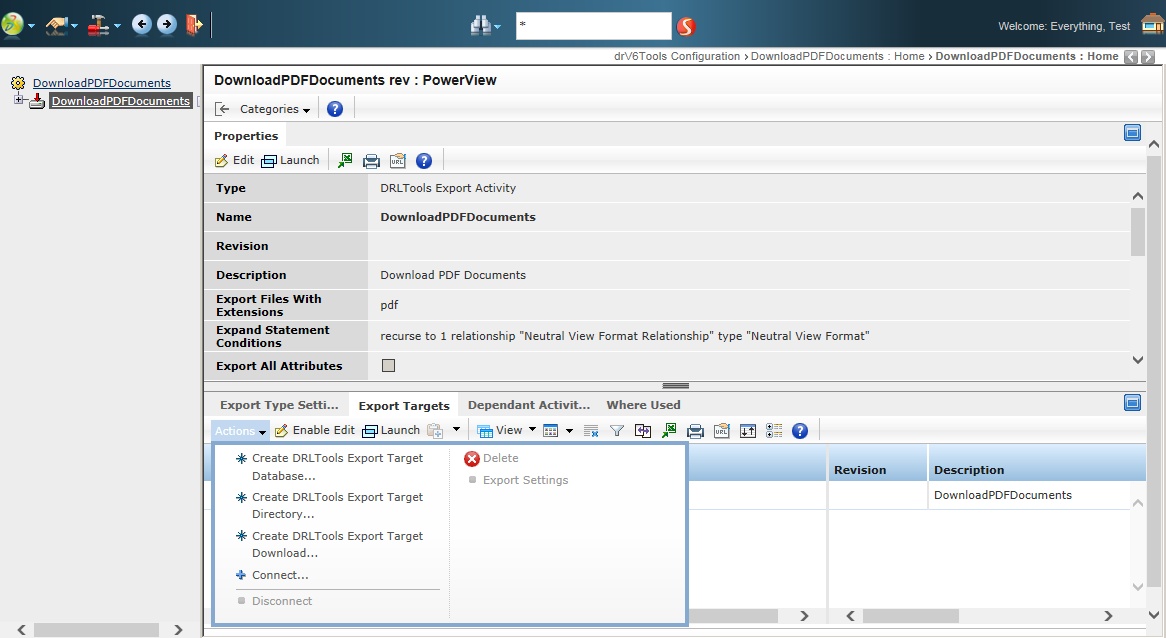 *
Welcome: Everything, Test
drV6Tools Configuration › DownloadPDFDocuments : Home › DownloadPDFDocuments : Home
DownloadPDFDocuments
DownloadPDFDocuments
DownloadPDFDocuments rev : PowerView
Categories
Properties
Edit Launch URL
Type DRLTools Export Activity
Name DownloadPDFDocuments
Revision
Description Download PDF Documents
Export Files With
Extensions
pdf
Expand Statement
Conditions
recurse to 1 relationship "Neutral View Format Relationship" type "Neutral View Format"
Export All Attributes
Export Type Setti... Export Targets Dependant Activit... Where Used
Actions Enable Edit Launch View URL
Revision Description
DownloadPDFDocuments
Create DRLTools Export Target
Database...
Create DRLTools Export Target
Directory...
Create DRLTools Export Target
Download...
Connect...
Disconnect
Delete
Export Settings